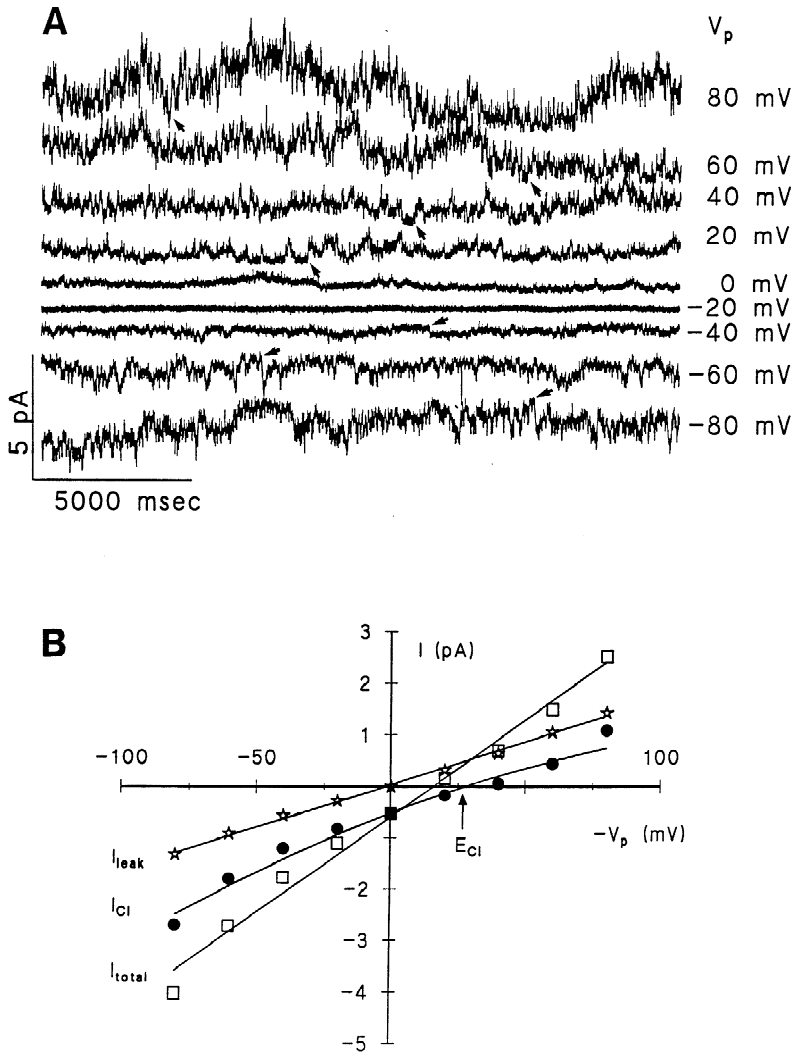 A
Vp
80 mV
60 mV
40 mV
20 mV
0 mV
-20 mV
-40 mV
-60 mV
-80 mV
5 pA
5000 msec
B
3
I (pA)
2
1
-100
-50
100
-Vp (mV)
ECl
Ileak
ICl
Itotal
-2
-3
-4
-5